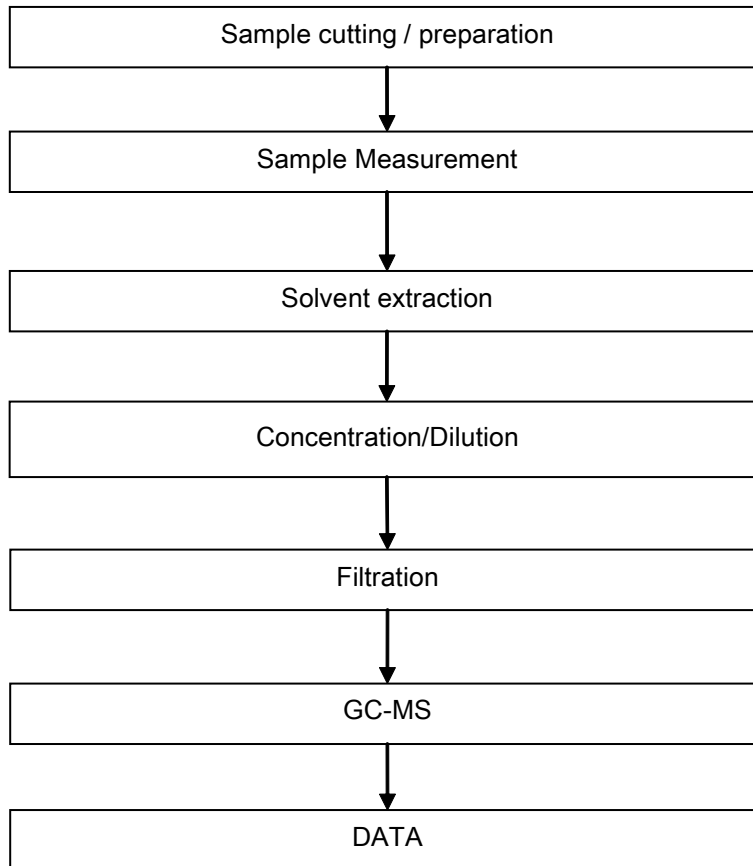 Sample cutting / preparation
Sample Measurement
Solvent extraction
Concentration/Dilution
Filtration
GC-MS
DATA